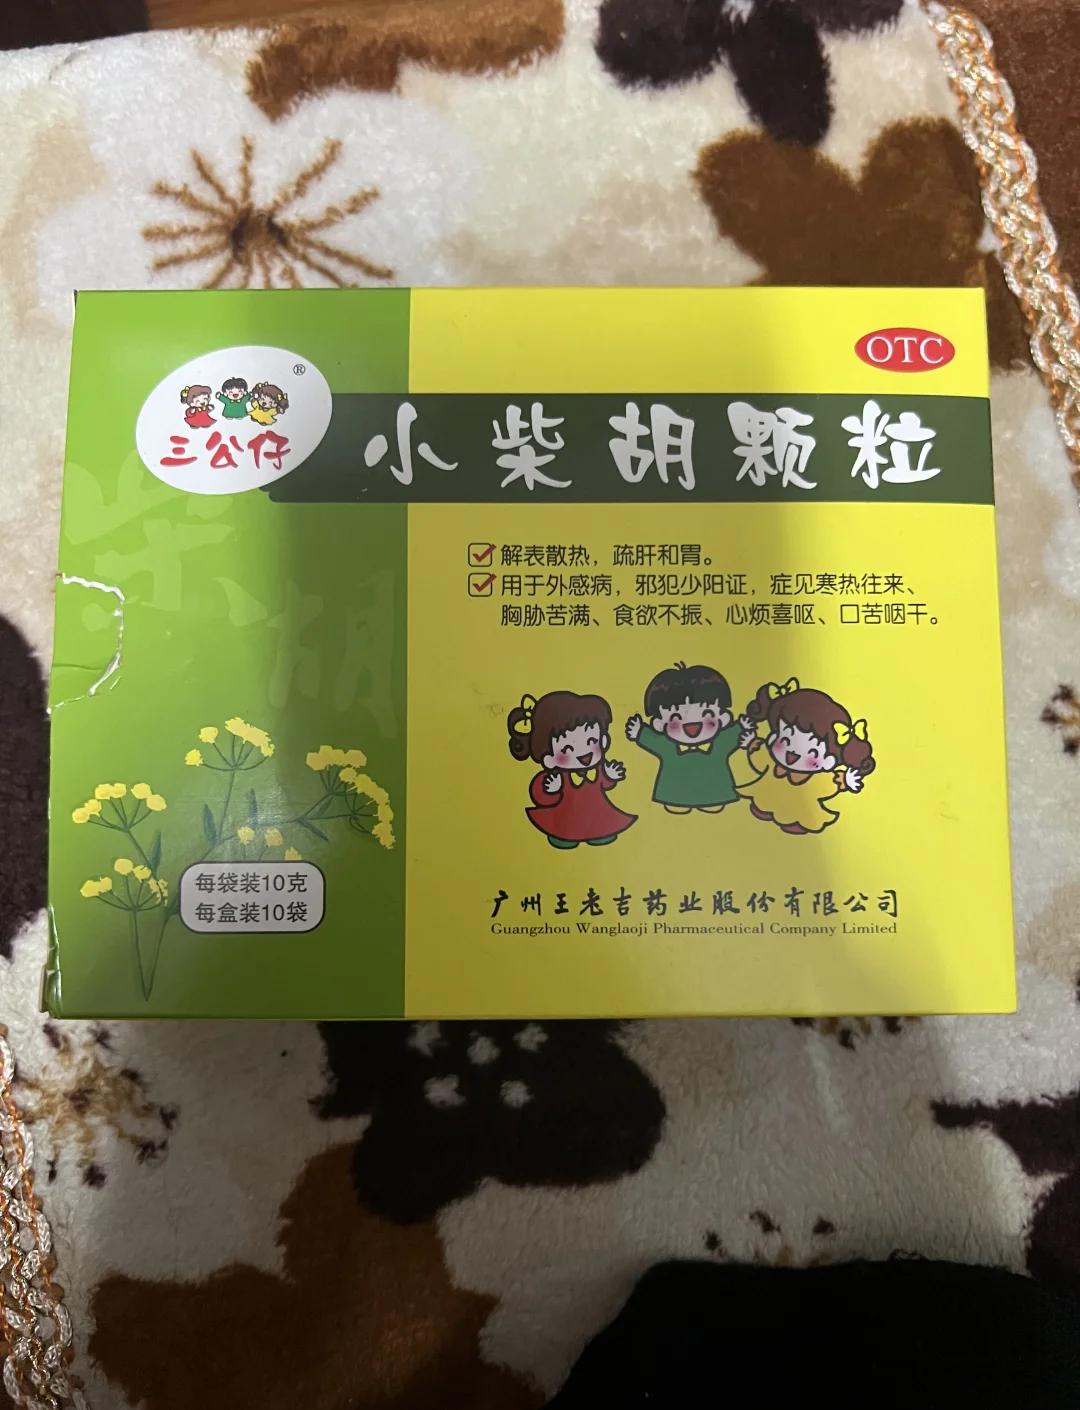 OTC
®
三公仔
小柴胡颗粒
解表散热，疏肝和胃。
用于外感病，邪犯少阳证，症见寒热往来、
胸胁苦满、食欲不振、心烦喜呕、口苦咽干。
柴胡
每袋装10克
每盒装10袋
广州王老吉药业股份有限公司
Guangzhou Wanglaoji Pharmaceutical Company Limited